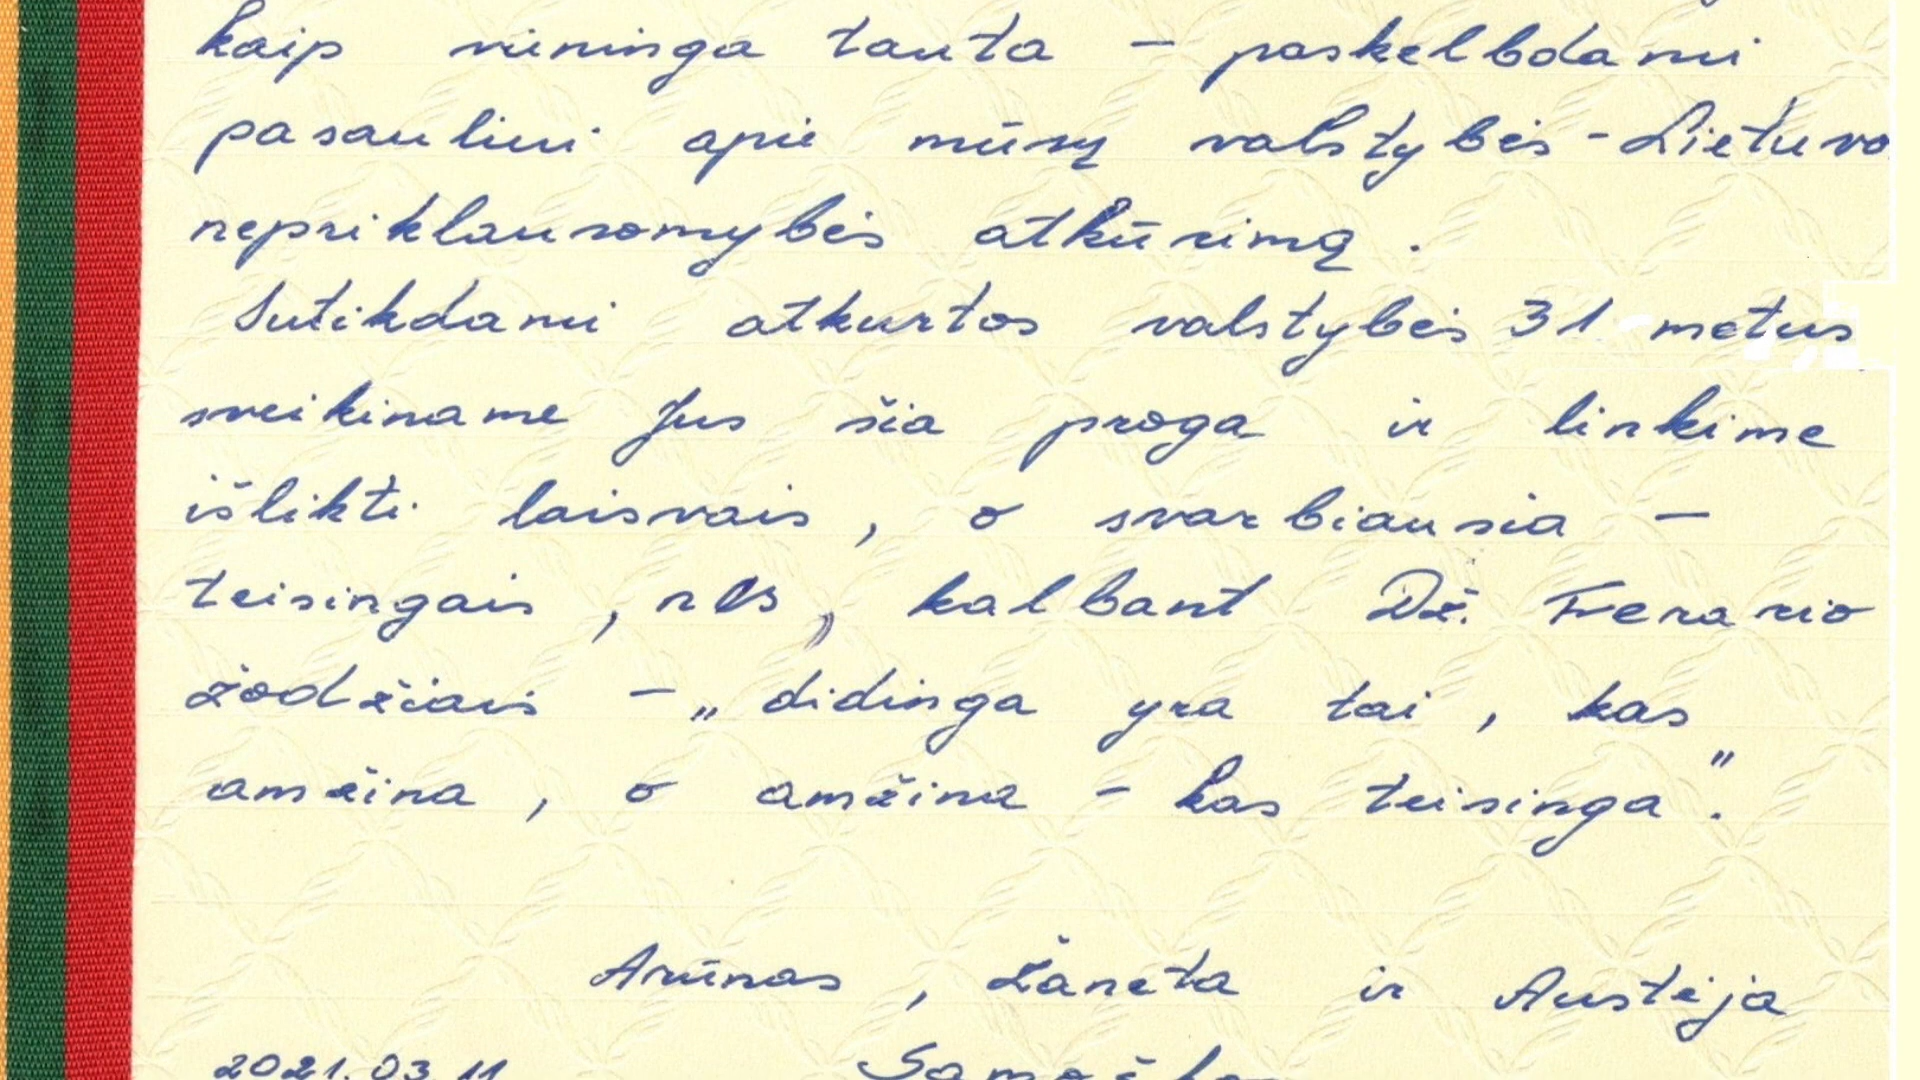 kaip vieninga tauta – paskelbdami
pasauliui apie mūsų valstybės - Lietuvo
nepriklausomybės atkūrimą.
Sutikdami atkurtos valstybės 31 metus
sveikiname Jus šia proga ir linkime
išlikti laisvais, o svarbiausia –
teisingais, nes, kalbant Dž. Ferario
žodžiais – „didinga yra tai, kas
amžina, o amžina - kas teisinga".
Arūnas, Žaneta ir Austėja
2021.03.11